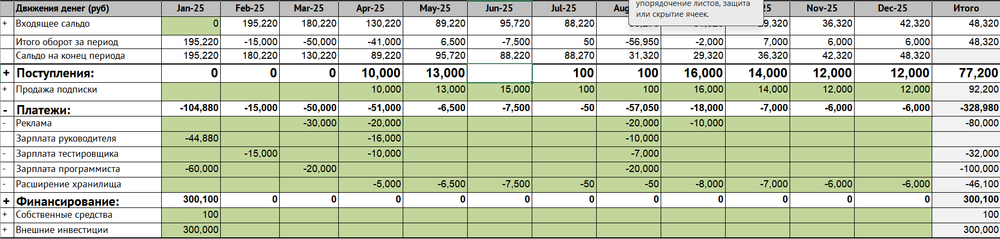 упорядочение листов, защита
или скрытие ячеек.
Движения денег (руб) Jan-25 Feb-25 Mar-25 Apr-25 May-25 Jun-25 Jul-25 Aug 25 Nov-25 Dec-25 Итого
+ Входящее сальдо 0 195,220 180,220 130,220 89,220 95,720 88,220 29,320 36,320 42,320 48,320
Итого оборот за период 195,220 -15,000 -50,000 -41,000 6,500 -7,500 50 -56,950 -2,000 7,000 6,000 6,000 48,320
Сальдо на конец периода 195,220 180,220 130,220 89,220 95,720 88,220 88,270 31,320 29,320 36,320 42,320 48,320
+ Поступления: 0 0 0 10,000 13,000 100 100 16,000 14,000 12,000 12,000 77,200
+ Продажа подписки 10,000 13,000 15,000 100 100 16,000 14,000 12,000 12,000 92,200
- Платежи: -104,880 -15,000 -50,000 -51,000 -6,500 -7,500 -50 -57,050 -18,000 -7,000 -6,000 -6,000 -328,980
- Реклама -30,000 -20,000 -20,000 -10,000 -80,000
Зарплата руководителя -44,880 -16,000 -10,000
- Зарплата тестировщика -15,000 -10,000 -7,000 -32,000
- Зарплата программиста -60,000 -20,000 -20,000 -100,000
- Расширение хранилища -5,000 -6,500 -7,500 -50 -50 -8,000 -7,000 -6,000 -6,000 -46,100
+ Финансирование: 300,100 0 0 0 0 0 0 0 0 0 0 0 300,100
+ Собственные средства 100 100
+ Внешние инвестиции 300,000 300,000